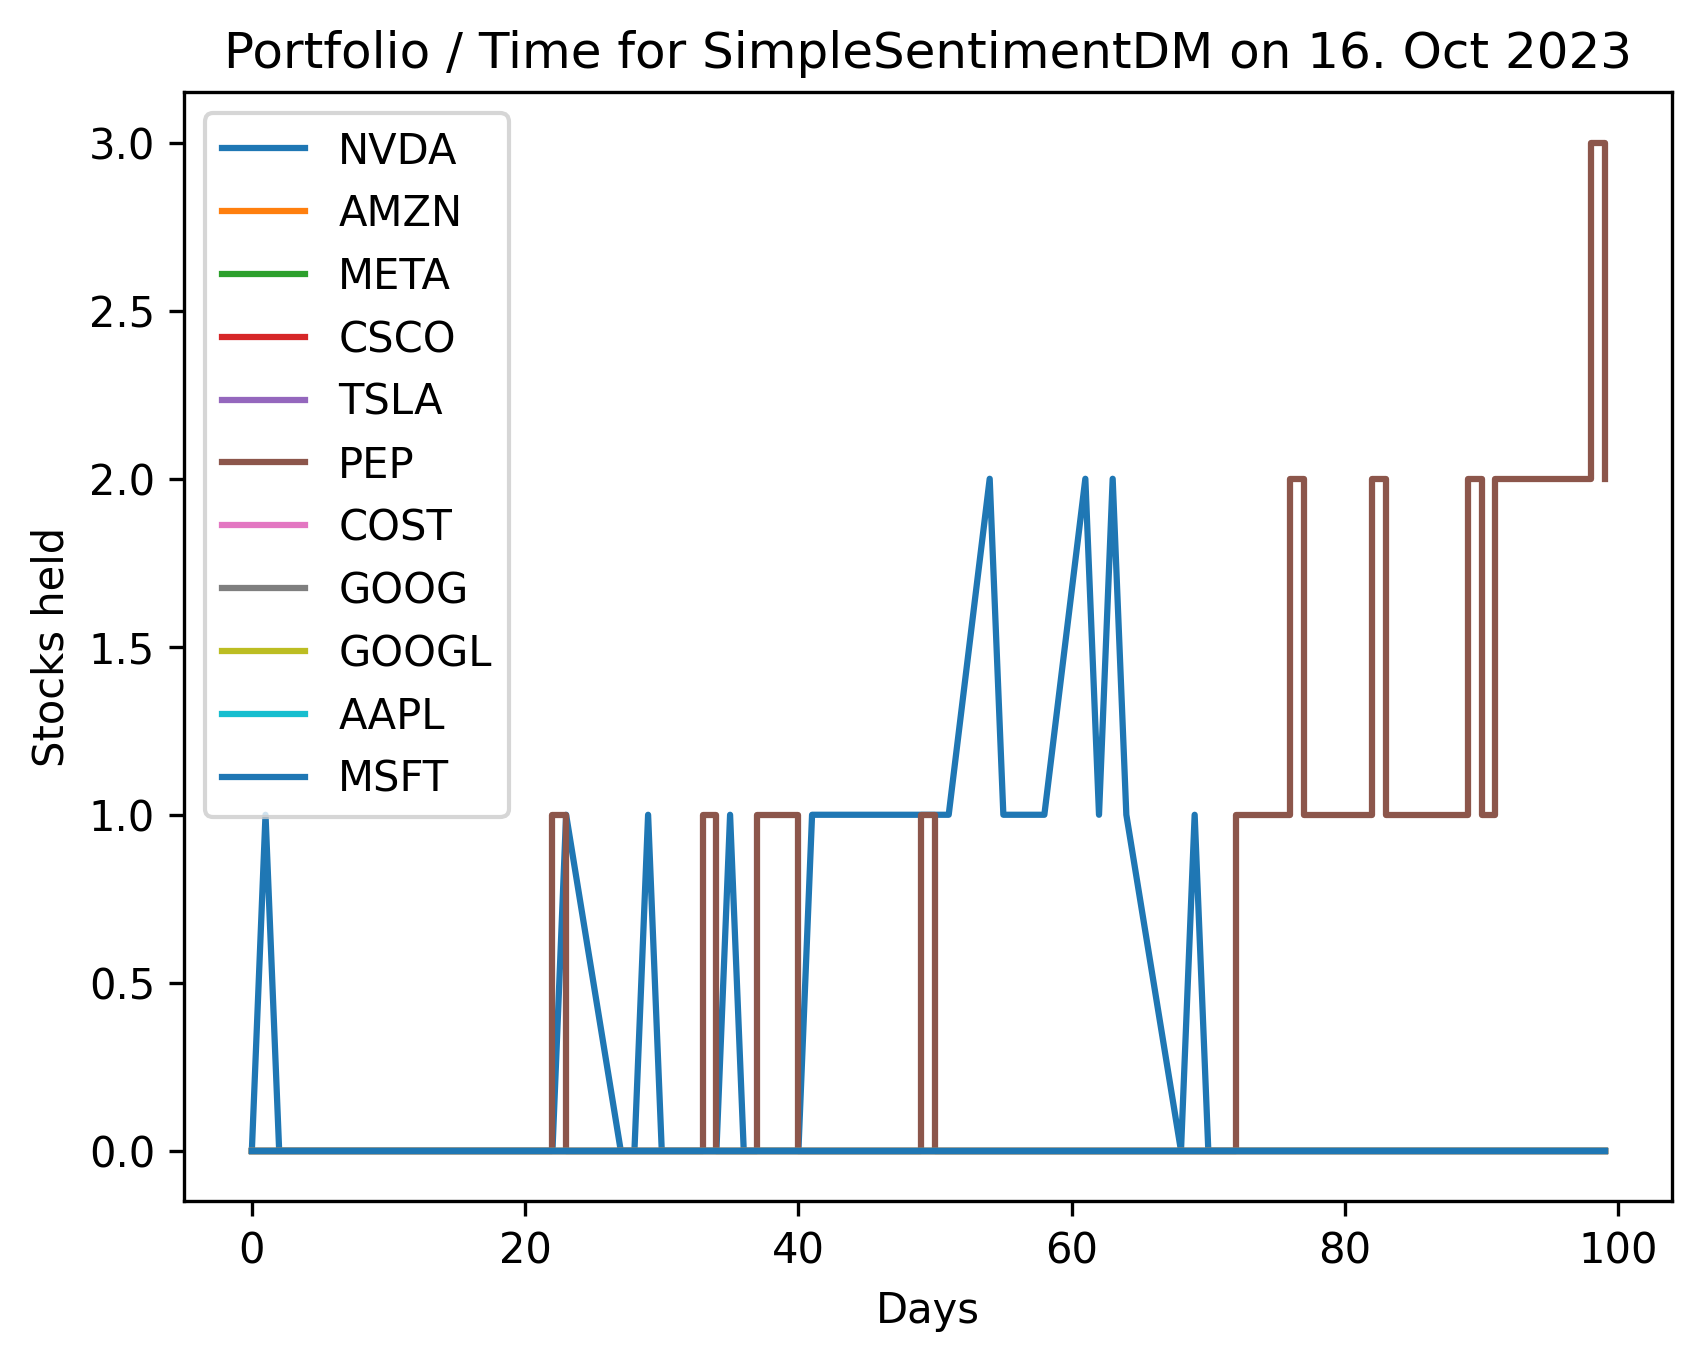 Portfolio / Time for SimpleSentimentDM on 16. Oct 2023
3.0
2.5
2.0
1.5
1.0
0.5
0.0
Stocks held
NVDA
AMZN
META
CSCO
TSLA
PEP
COST
GOOG
GOOGL
AAPL
MSFT
0 20 40 60 80 100
Days